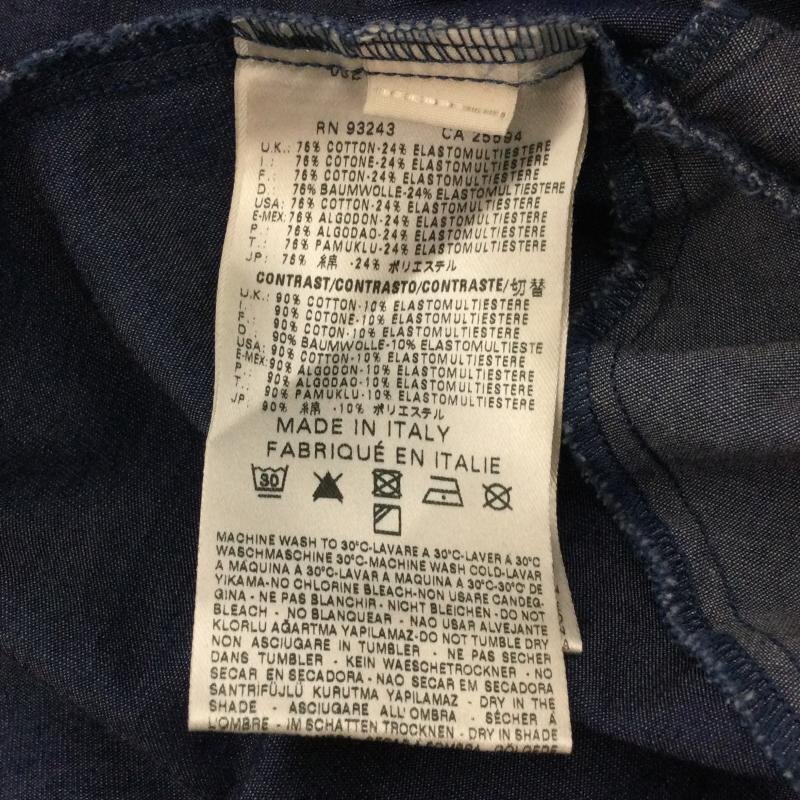 RN 93243 CA 25694
U.K.: 76% COTTON-24% ELASTOMULTIESTERE
I.: 76% COTONE-24% ELASTOMULTIESTERE
F.: 76% COTON-24% ELASTOMULTIESTERE
D.: 76% BAUMWOLLE-24% ELASTOMULTIESTERE
USA: 76% COTTON-24% ELASTOMULTIESTERE
E-MEX: 76% ALGODON-24% ELASTOMULTIESTERE
P.: 76% ALGODAO-24% ELASTOMULTIESTERE
T.: 76% PAMUKLU-24% ELASTOMULTIESTERE
JP: 76% 綿 -24% ポリエステル
CONTRAST/CONTRASTO/CONTRASTE/切替
U.K.: 90% COTTON-10% ELASTOMULTIESTERE
I.: 90% COTONE-10% ELASTOMULTIESTERE
F.: 90% COTON-10% ELASTOMULTIESTERE
D.: 90% BAUMWOLLE-10% ELASTOMULTIESTE
USA: 90% COTTON-10% ELASTOMULTIESTERE
E-MEX: 90% ALGODON-10% ELASTOMULTIESTERE
P.: 90% ALGODAO-10% ELASTOMULTIESTERE
T.: 90% PAMUKLU-10% ELASTOMULTIESTERE
JP: 90% 綿 -10% ポリエステル
MADE IN ITALY
FABRIQUÉ EN ITALIE
30
MACHINE WASH TO 30°C-LAVARE A 30°C-LAVER À 30°C
WASCHMASCHINE 30°C-MACHINE WASH COLD-LAVAR
A MÁQUINA A 30°C-LAVAR A MAQUINA A 30°C-30°C' DE
YIKAMA-NO CHLORINE BLEACH-NON USARE CANDEG-
GINA - NE PAS BLANCHIR - NICHT BLEICHEN - DO NOT
BLEACH - NO BLANQUEAR - NAO USAR ALVEJANTE
KLORLU AĞARTMA YAPILAMAZ-DO NOT TUMBLE DRY
NON ASCIUGARE IN TUMBLER - NE PAS SECHER
DANS TUMBLER - KEIN WAESCHETROCKNER - NO
SECAR EN SECADORA - NAO SECAR EM SECADORA
SANTRIFÜJLÜ KURUTMA YAPILAMAZ - DRY IN THE
SHADE - ASCIUGARE ALL'OMBRA - SÉCHER À
L'OMBRE - IM SCHATTEN TROCKNEN - DRY IN SHADE